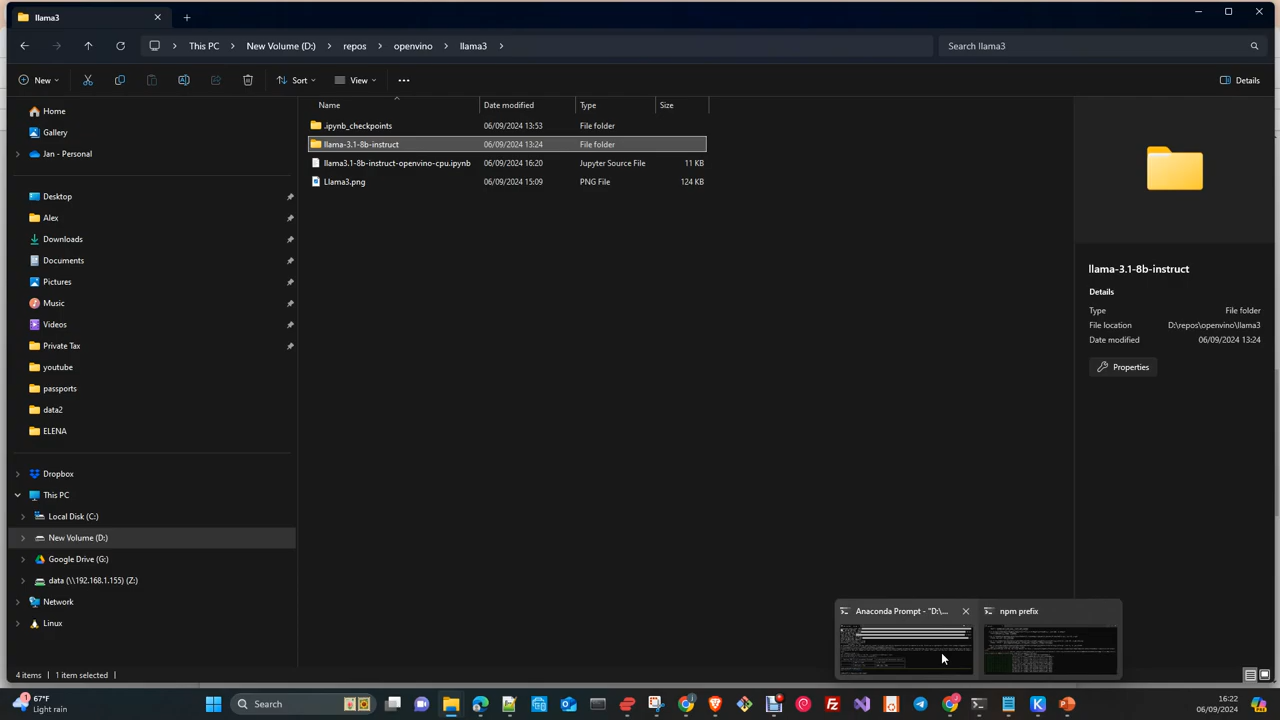 llama3
This PC
New Volume (D:)
repos
openvino
llama3
Search llama3
New
Sort
View
Details
Home
Gallery
Jan - Personal
Desktop
Alex
Downloads
Documents
Pictures
Music
Videos
Private Tax
youtube
passports
data2
ELENA
Dropbox
This PC
Local Disk (C:)
New Volume (D:)
Google Drive (G:)
data (\\192.168.1.155) (Z:)
Network
Linux
Name Date modified Type Size
.ipynb_checkpoints 06/09/2024 13:53 File folder
llama-3.1-8b-instruct 06/09/2024 13:24 File folder
llama3.1-8b-instruct-openvino-cpu.ipynb 06/09/2024 16:20 Jupyter Source File 11 KB
Llama3.png 06/09/2024 15:09 PNG File 124 KB
llama-3.1-8b-instruct
Details
Type File folder
File location D:\repos\openvino\llama3
Date modified 06/09/2024 13:24
Properties
Anaconda Prompt - "D:\...
npm prefix
4 items
1 item selected
67°F
Light rain
Search
16:22
06/09/2024